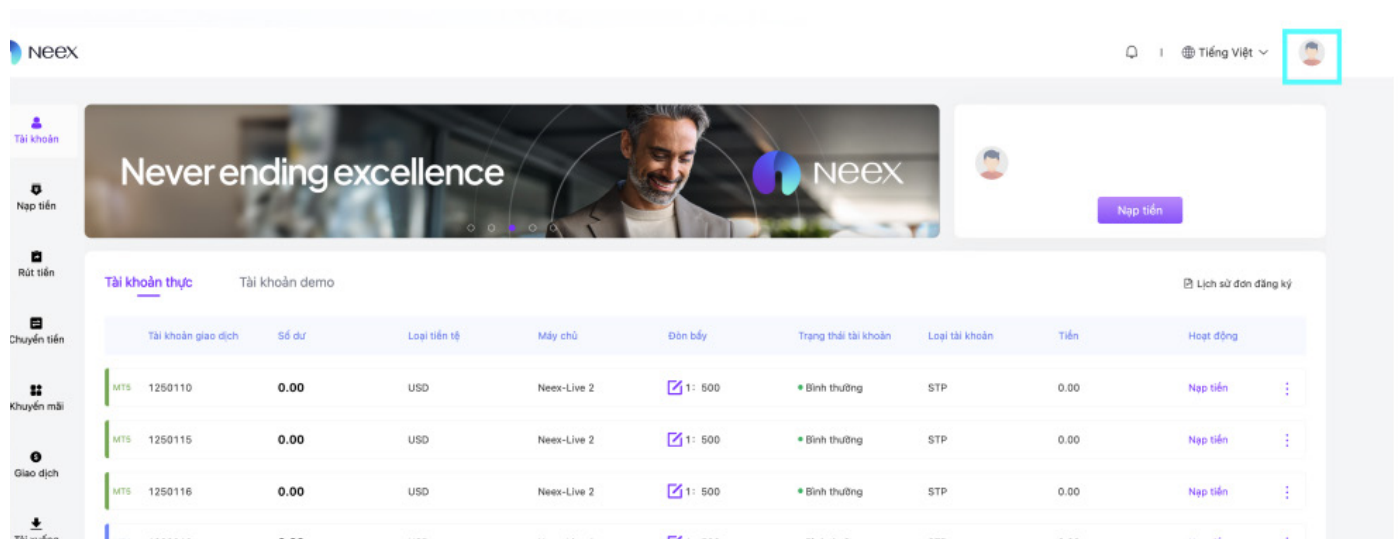 Neex
Tiếng Việt
Tài khoản
Nạp tiền
Rút tiền
Chuyển tiền
Khuyến mãi
Giao dịch
Never ending excellence
Neex
Nạp tiền
Tài khoản thực Tài khoản demo Lịch sử đơn đăng ký
Tài khoản giao dịch Số dư Loại tiền tệ Máy chủ Đòn bẩy Trạng thái tài khoản Loại tài khoản Tiền Hoạt động
MT5 1250110 0.00 USD Neex-Live 2 1: 500 Bình thường STP 0.00 Nạp tiền
MT5 1250115 0.00 USD Neex-Live 2 1: 500 Bình thường STP 0.00 Nạp tiền
MT5 1250116 0.00 USD Neex-Live 2 1: 500 Bình thường STP 0.00 Nạp tiền